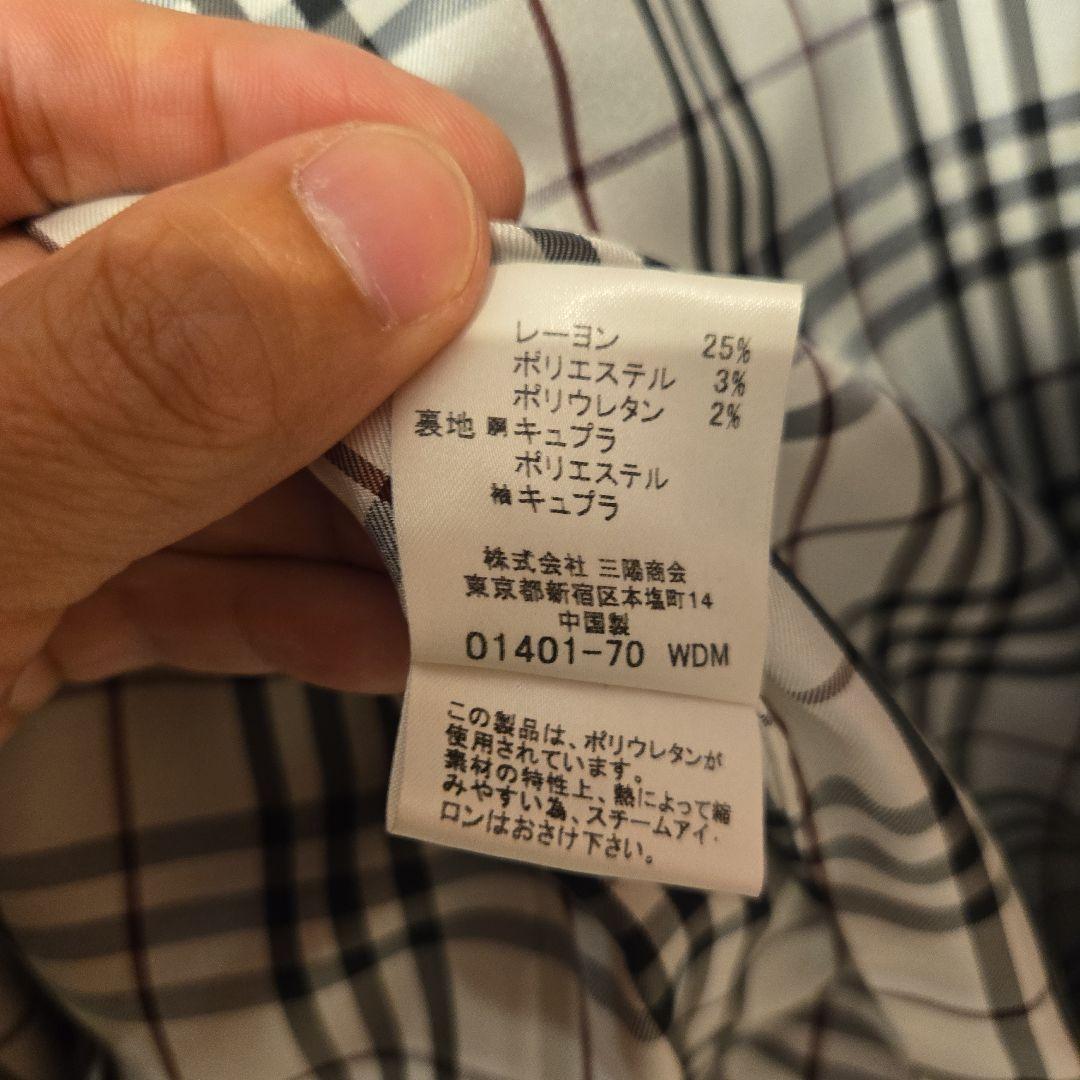 レーヨン 25%
ポリエステル 3%
ポリウレタン 2%
裏地 胴キュプラ
ポリエステル
袖キュプラ
株式会社 三陽商会
東京都新宿区本塩町14
中国製
01401-70 WDM
この製品は、ポリウレタンが
使用されています。
素材の特性上、熱によって縮
みやすい為、スチームアイ
ロンはおさけ下さい。